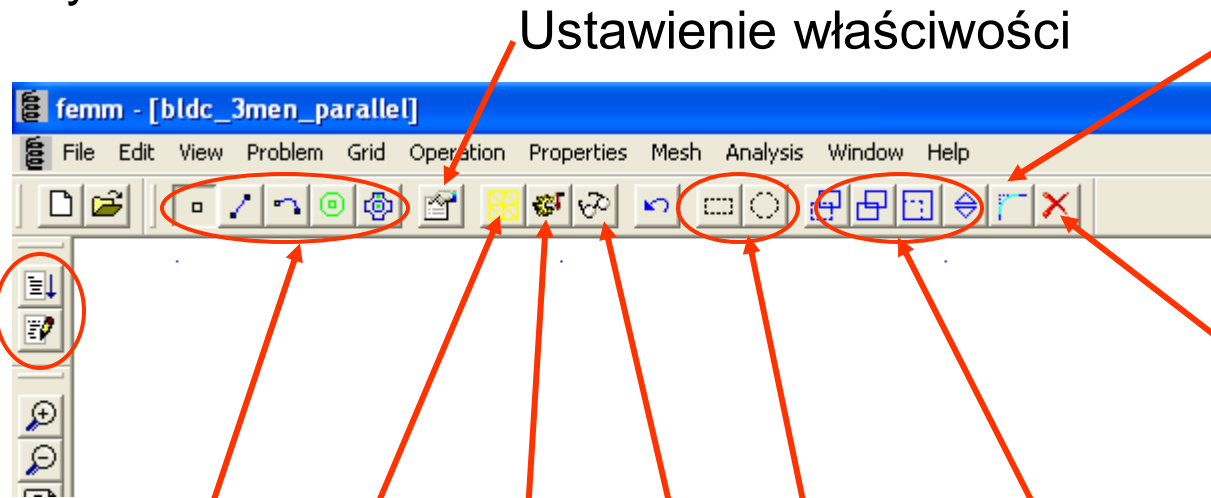 Ustawienie właściwości
femm - [bldc_3men_parallel]
File Edit View Problem Grid Operation Properties Mesh Analysis Window Help